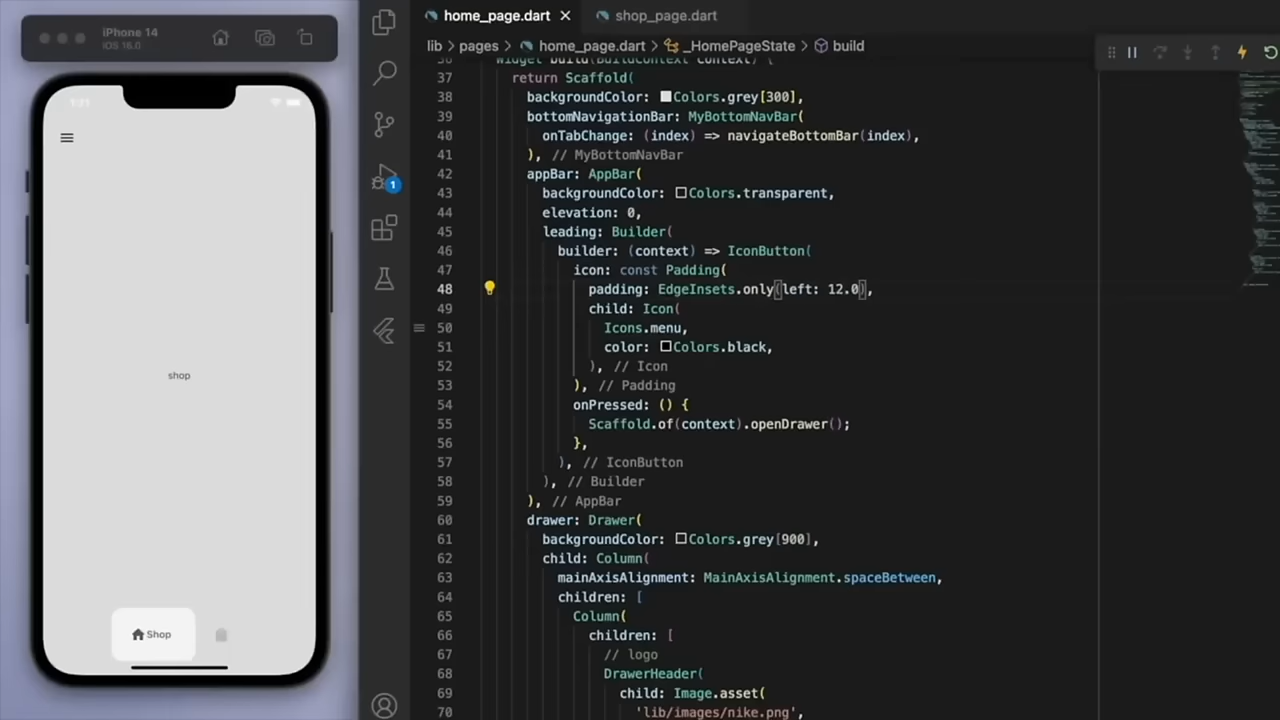 iPhone 14
iOS 16.0
shop
Shop
home_page.dart
shop_page.dart
lib > pages > home_page.dart > _HomePageState > build
1
36 Widget build(BuildContext context) {
37 return Scaffold(
38 backgroundColor: Colors.grey[300],
39 bottomNavigationBar: MyBottomNavBar(
40 onTabChange: (index) => navigateBottomBar(index),
41 ), // MyBottomNavBar
42 appBar: AppBar(
43 backgroundColor: Colors.transparent,
44 elevation: 0,
45 leading: Builder(
46 builder: (context) => IconButton(
47 icon: const Padding(
48 padding: EdgeInsets.only(left: 12.0),
49 child: Icon(
50 Icons.menu,
51 color: Colors.black,
52 ), // Icon
53 ), // Padding
54 onPressed: () {
55 Scaffold.of(context).openDrawer();
56 },
57 ), // IconButton
58 ), // Builder
59 ), // AppBar
60 drawer: Drawer(
61 backgroundColor: Colors.grey[900],
62 child: Column(
63 mainAxisAlignment: MainAxisAlignment.spaceBetween,
64 children: [
65 Column(
66 children: [
67 // logo
68 DrawerHeader(
69 child: Image.asset(
70 'lib/images/nike.png',